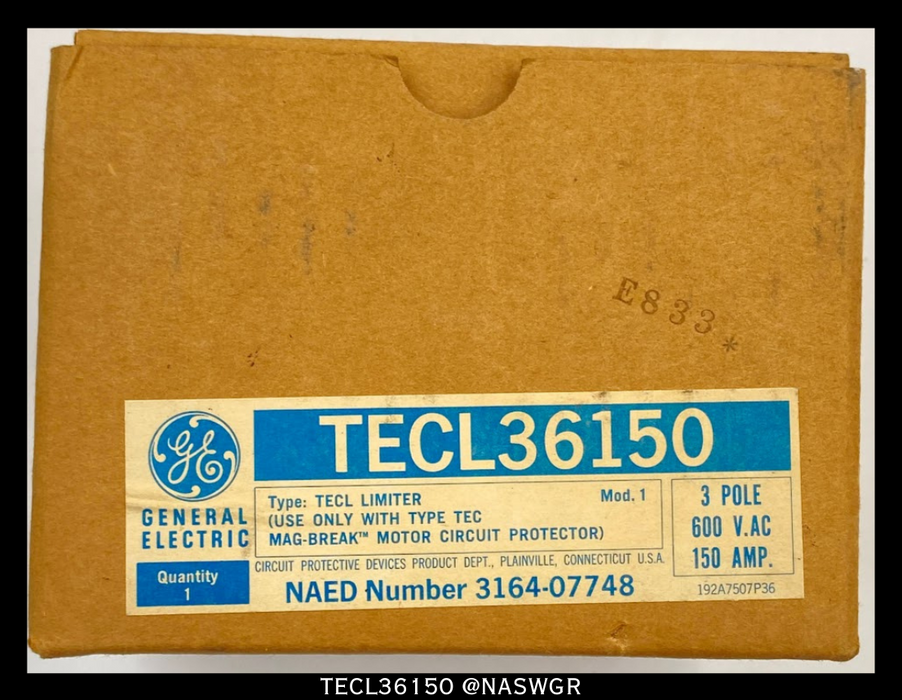 E833*
GE
TECL36150
GENERAL
ELECTRIC
Type: TECL LIMITER Mod. 1
(USE ONLY WITH TYPE TEC
MAG-BREAK™ MOTOR CIRCUIT PROTECTOR)
3 POLE
600 V.AC
150 AMP.
CIRCUIT PROTECTIVE DEVICES PRODUCT DEPT., PLAINVILLE, CONNECTICUT U.S.A.
Quantity
1
NAED Number 3164-07748
192A7507P36
TECL36150 @NASWGR